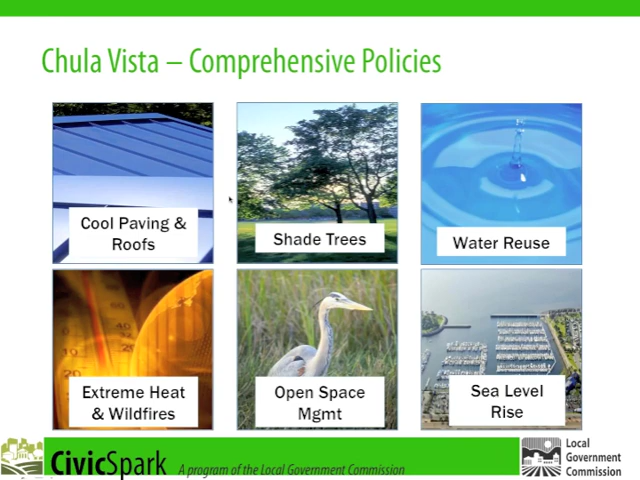 Chula Vista – Comprehensive Policies
Cool Paving &
Roofs
Shade Trees
Water Reuse
Extreme Heat
& Wildfires
Open Space
Mgmt
Sea Level
Rise
CivicSpark A program of the Local Government Commission
Local
Government
Commission